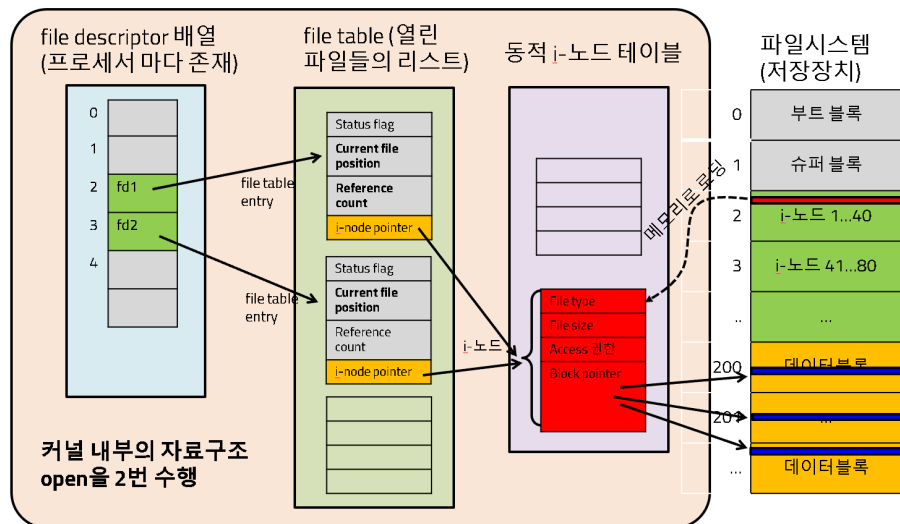 file descriptor 배열
(프로세서 마다 존재)
0
1
2
fd1
3
fd2
4
커널 내부의 자료구조
open을 2번 수행
file table (열린
파일들의 리스트)
file table
entry
file table
entry
Status flag
Current file
position
Reference
count
i-node pointer
Status flag
Current file
position
Reference
count
i-node pointer
동적 i-노드 테이블
i-노드
File type
File size
Access 권한
Block pointer
메모리로 로딩
파일시스템
(저장장치)
0
부트 블록
1
슈퍼 블록
2
i-노드 1...40
3
i-노드 41...80
..
...
200
데이터블록
201
...
...
데이터블록